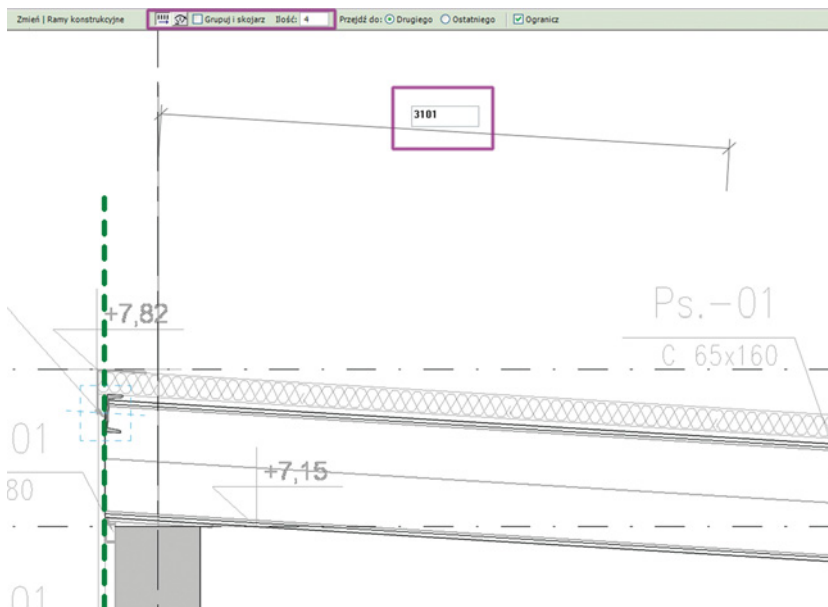 Zmień | Ramy konstrukcyjne Grupuj i skojarz Ilość: 4 Przejdź do: Drugiego Ostatniego Ogranicz
3101
+7,82
Ps.-01
C 65x160
01
+7,15
80
01